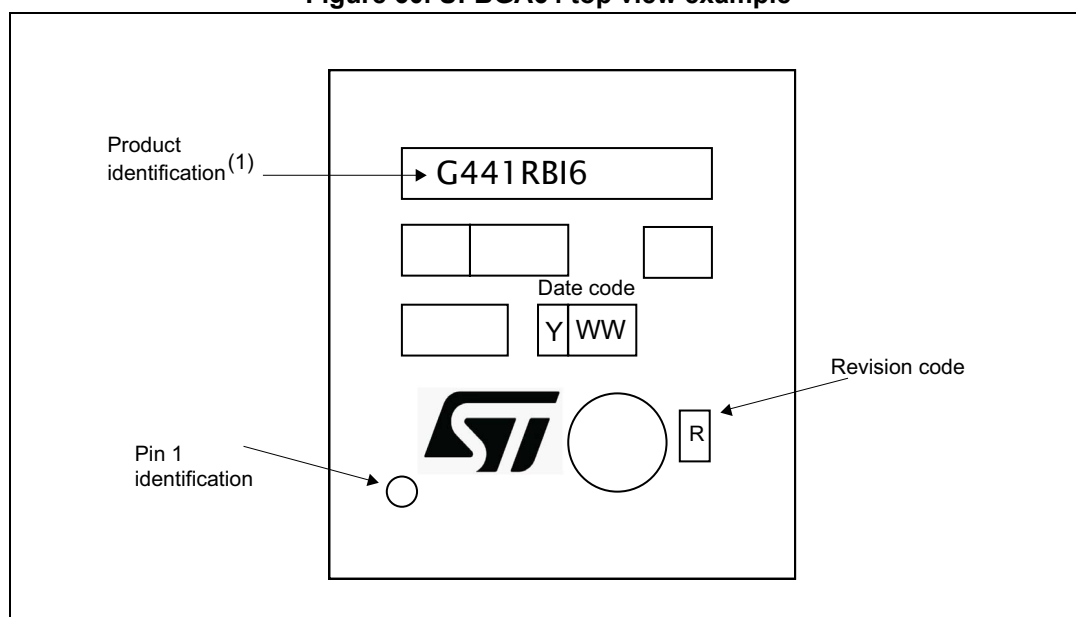 Product
identification(1)
G441RBI6
Date code
Y WW
Revision code
R
Pin 1
identification